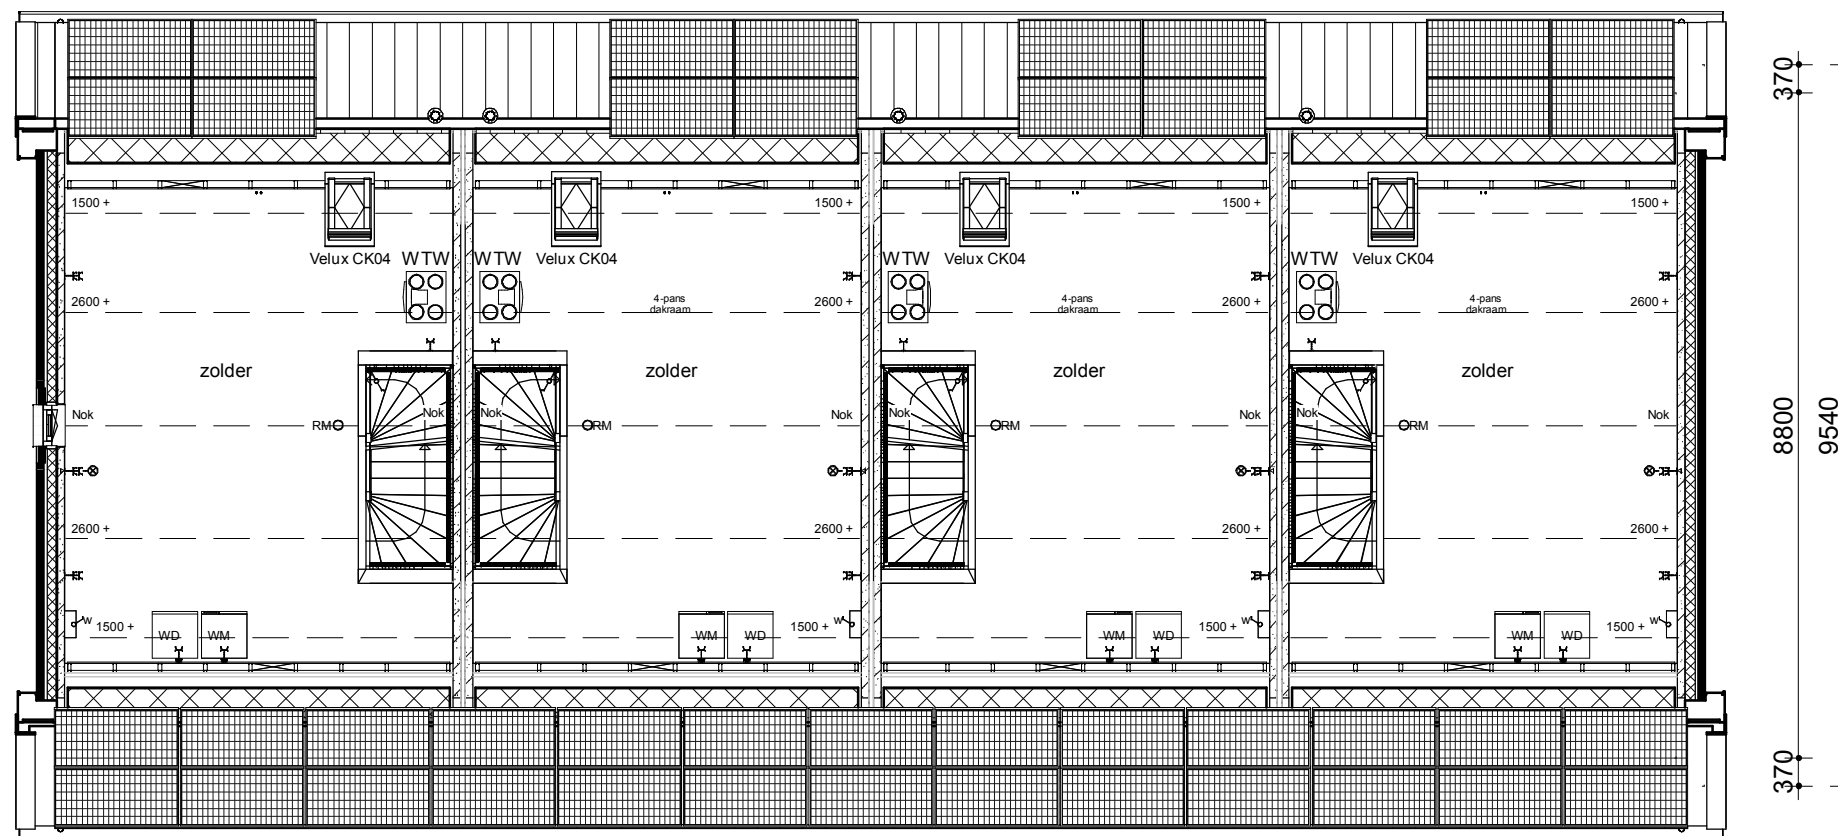 370
1500 +
1500 +
1500 +
1500 +
Velux CK04
WTW
WTW
Velux CK04
WTW
Velux CK04
WTW
Velux CK04
2600 +
4-pans
dakraam
2600 +
4-pans
dakraam
2600 +
4-pans
dakraam
2600 +
zolder
zolder
zolder
zolder
Nok
RM
Nok
Nok
RM
Nok
Nok
RM
Nok
Nok
RM
Nok
8800
9540
2600 +
2600 +
2600 +
2600 +
w
1500 +
WD
WM
WM
WD
1500 +
w
WM
WD
1500 +
w
WM
WD
1500 +
w
370